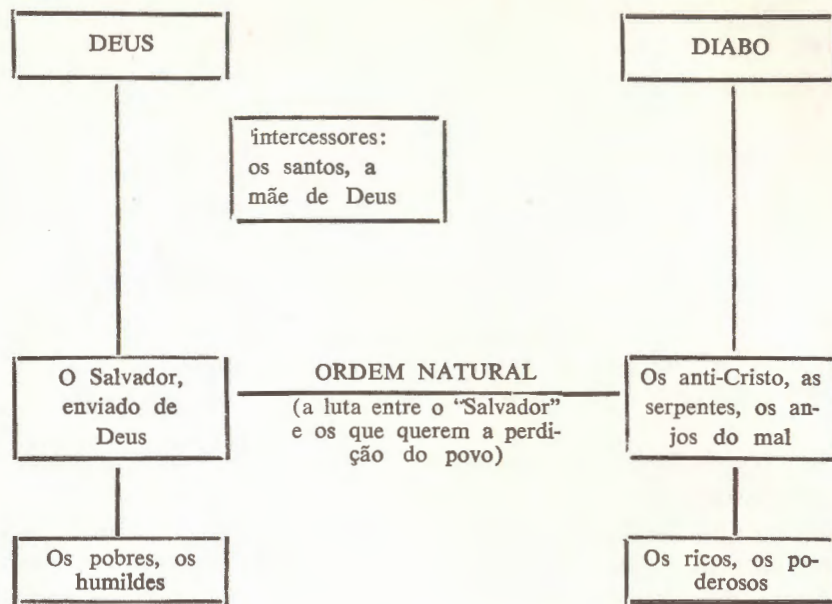 DEUS
DIABO
intercessores:
os santos, a
mãe de Deus
O Salvador,
enviado de
Deus
ORDEM NATURAL
(a luta entre o "Salvador"
e os que querem a perdi-
ção do povo)
Os anti-Cristo, as
serpentes, os an-
jos do mal
Os pobres, os
humildes
Os ricos, os po-
derosos